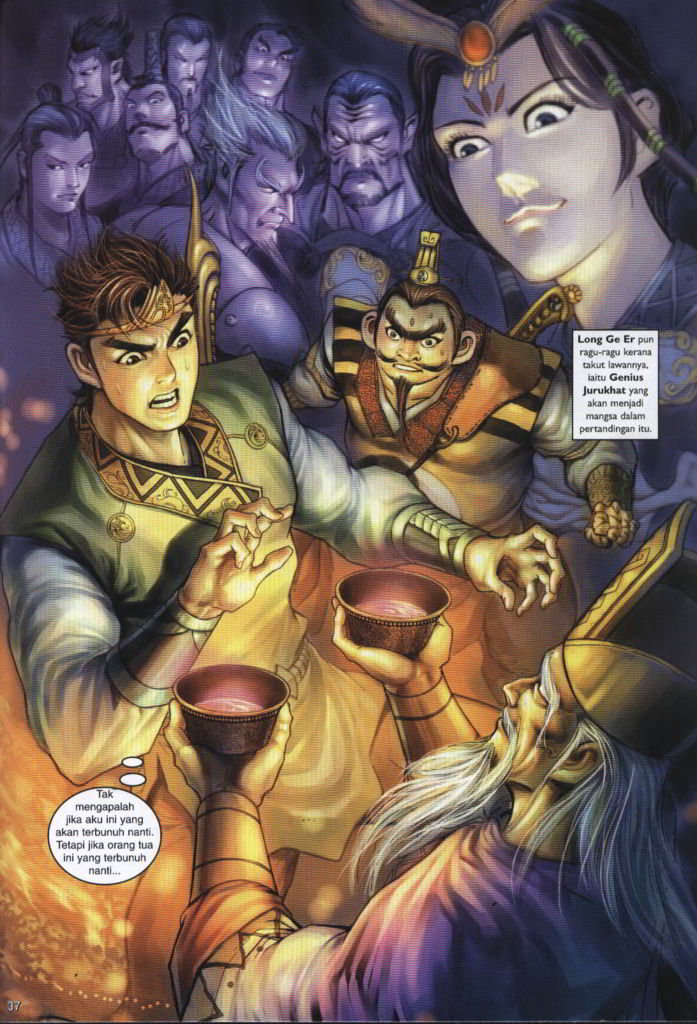 Long Ge Er pun
ragu-ragu kerana
takut lawannya,
iaitu Genius
Jurukhat yang
akan menjadi
mangsa dalam
pertandingan itu.
Tak
mengapalah
jika aku ini yang
akan terbunuh nanti.
Tetapi jika orang tua
ini yang terbunuh
nanti...
37